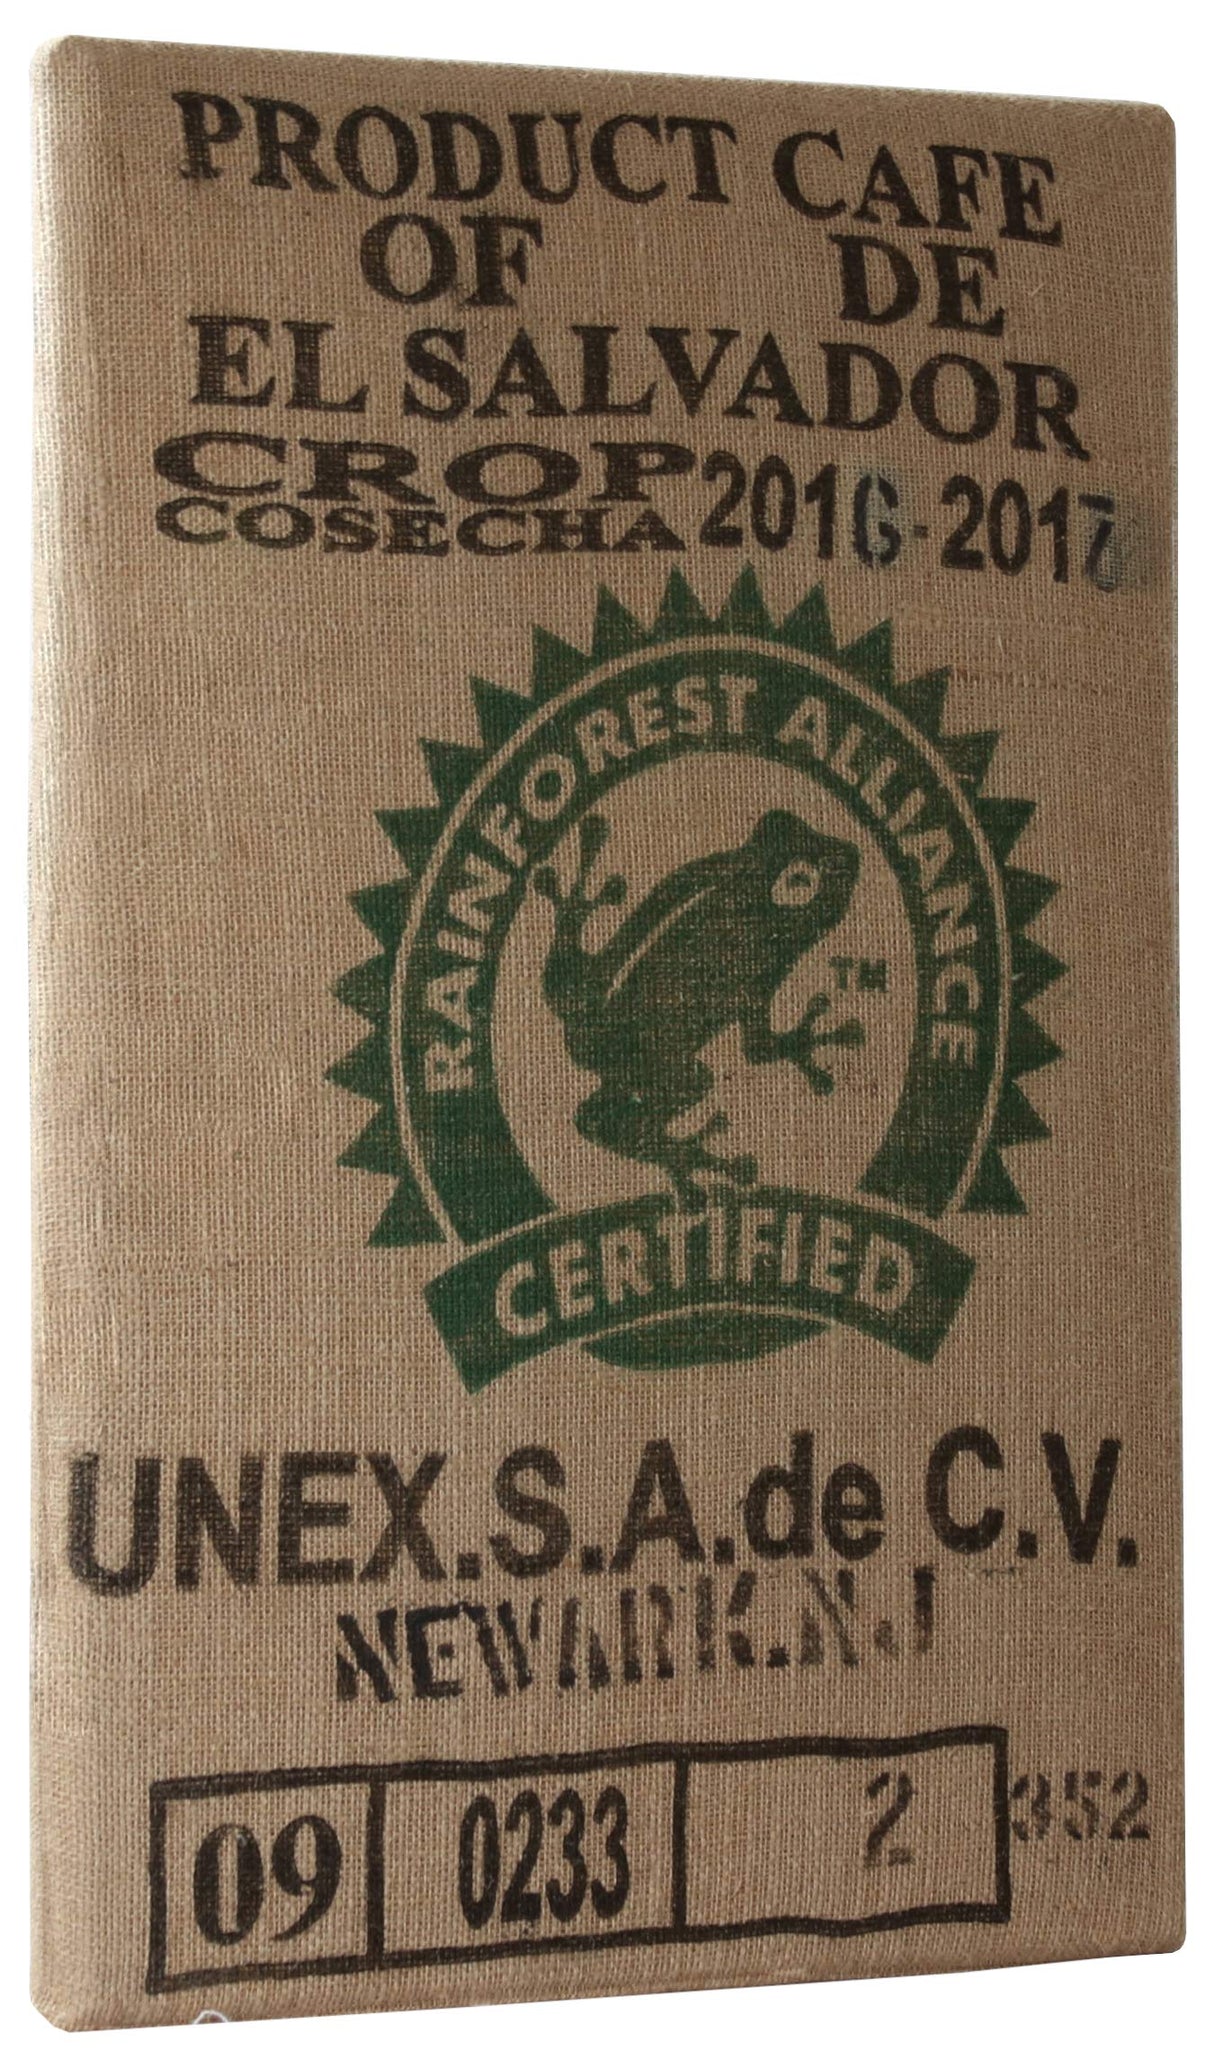 PRODUCT CAFE
OF DE
EL SALVADOR
CROP
COSECHA 2016-2017
RAINFOREST ALLIANCE
TM
CERTIFIED
UNEX.S.A.de C.V.
NEWARK.NJ
09 0233 2 352